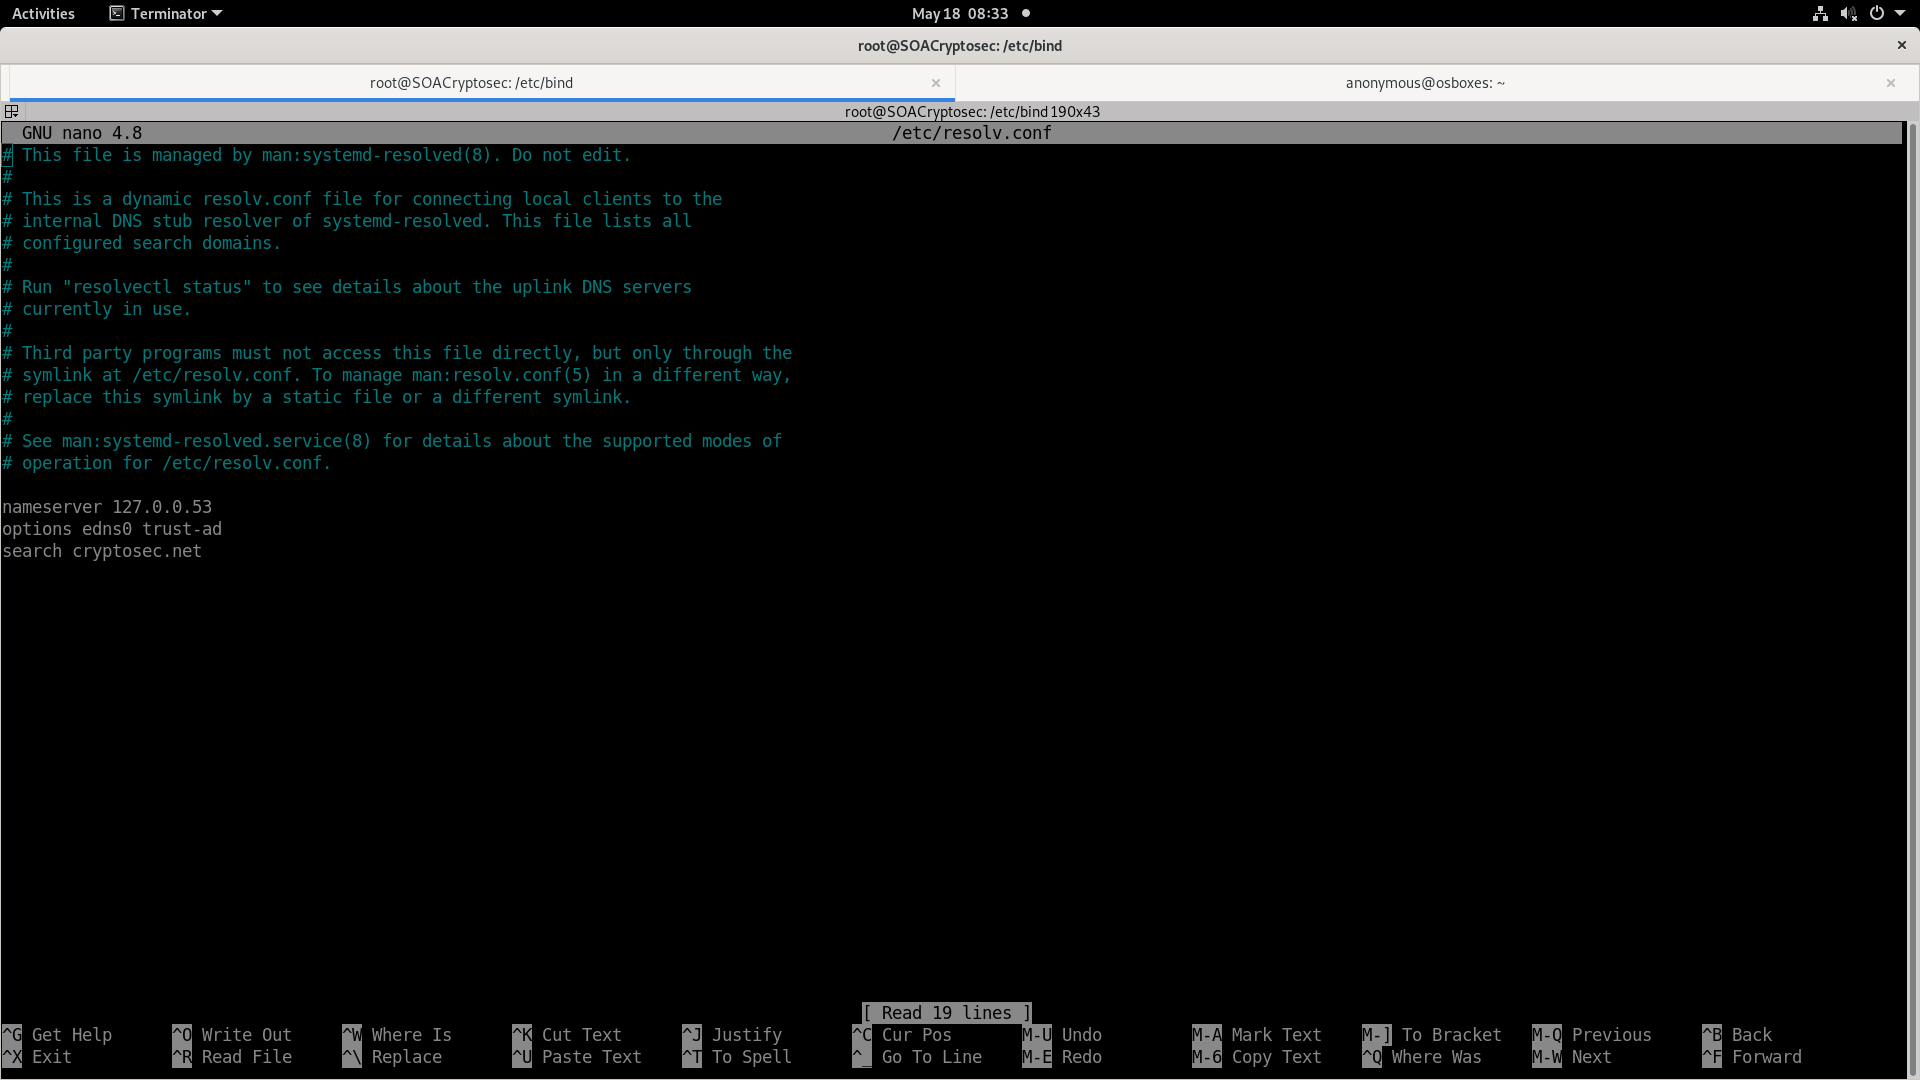 Activities Terminator May 18 08:33
root@SOACryptosec: /etc/bind ×
root@SOACryptosec: /etc/bind × anonymous@osboxes: ~ ×
root@SOACryptosec: /etc/bind 190x43
GNU nano 4.8 /etc/resolv.conf
# This file is managed by man:systemd-resolved(8). Do not edit.
#
# This is a dynamic resolv.conf file for connecting local clients to the
# internal DNS stub resolver of systemd-resolved. This file lists all
# configured search domains.
#
# Run "resolvectl status" to see details about the uplink DNS servers
# currently in use.
#
# Third party programs must not access this file directly, but only through the
# symlink at /etc/resolv.conf. To manage man:resolv.conf(5) in a different way,
# replace this symlink by a static file or a different symlink.
#
# See man:systemd-resolved.service(8) for details about the supported modes of
# operation for /etc/resolv.conf.
nameserver 127.0.0.53
options edns0 trust-ad
search cryptosec.net
[ Read 19 lines ]
^G Get Help ^O Write Out ^W Where Is ^K Cut Text ^J Justify ^C Cur Pos M-U Undo M-A Mark Text M-] To Bracket M-Q Previous ^B Back
^X Exit ^R Read File ^\ Replace ^U Paste Text ^T To Spell ^_ Go To Line M-E Redo M-6 Copy Text ^Q Where Was M-W Next ^F Forward